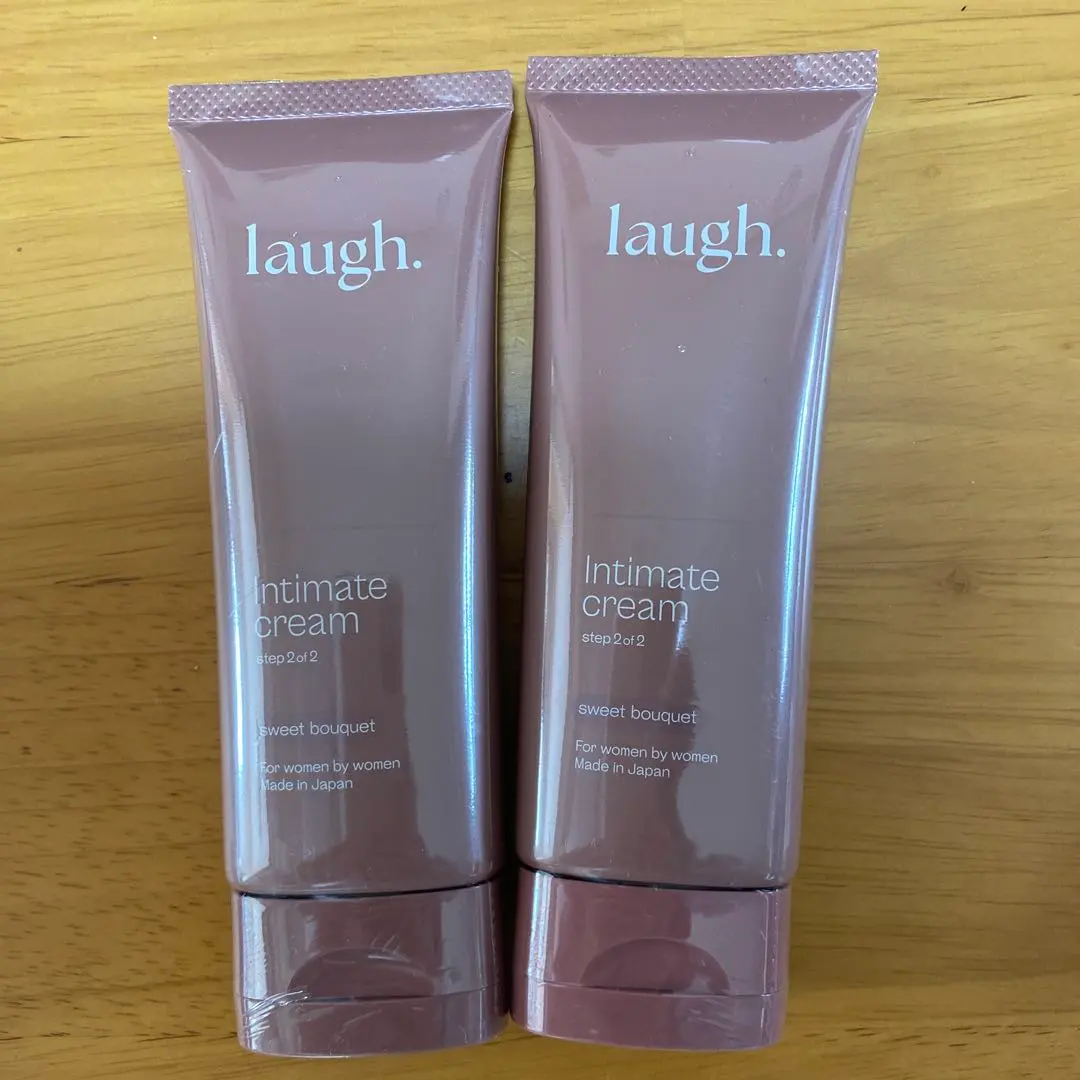 laugh.
Intimate
cream
step 2 of 2
sweet bouquet
For women by women
Made in Japan
laugh.
Intimate
cream
step 2 of 2
sweet bouquet
For women by women
Made in Japan